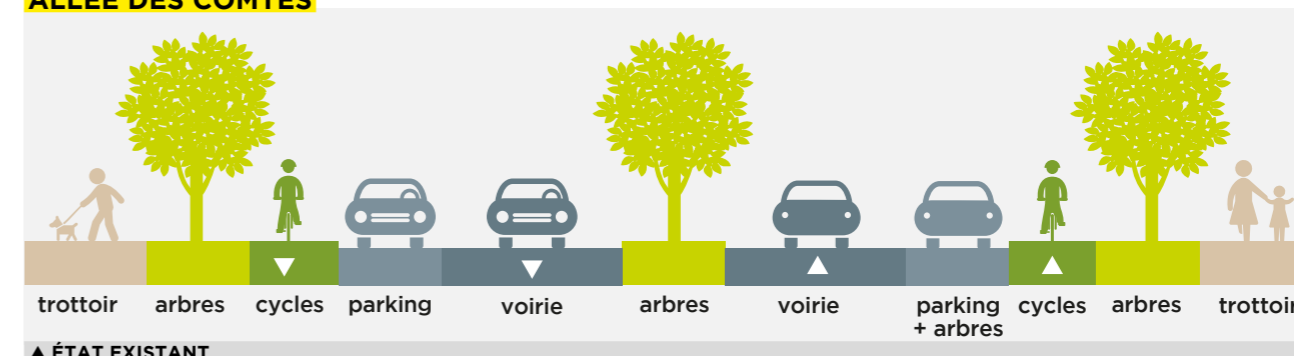 ALLÉE DES COMTES
trottoir arbres cycles parking voirie arbres voirie parking + arbres cycles arbres trottoir
▲ ÉTAT EXISTANT